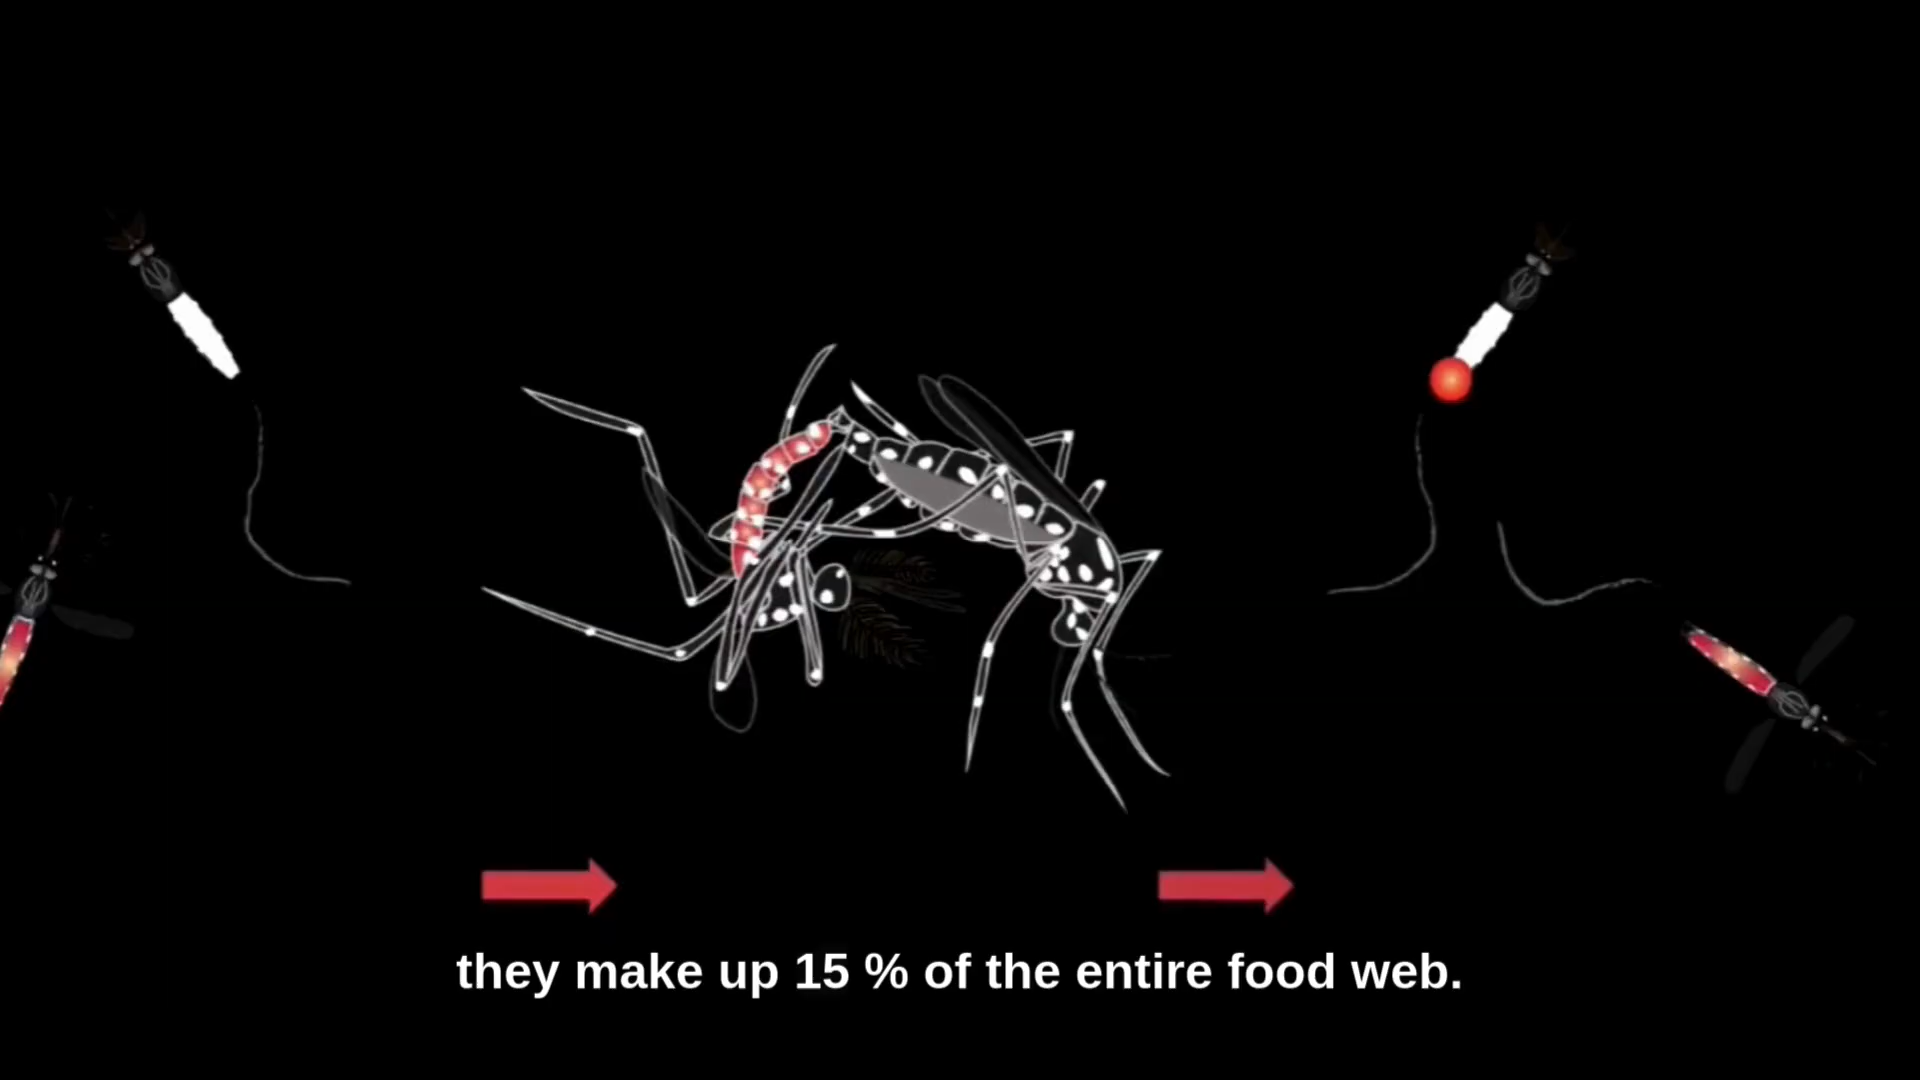 they make up 15 % of the entire food web.